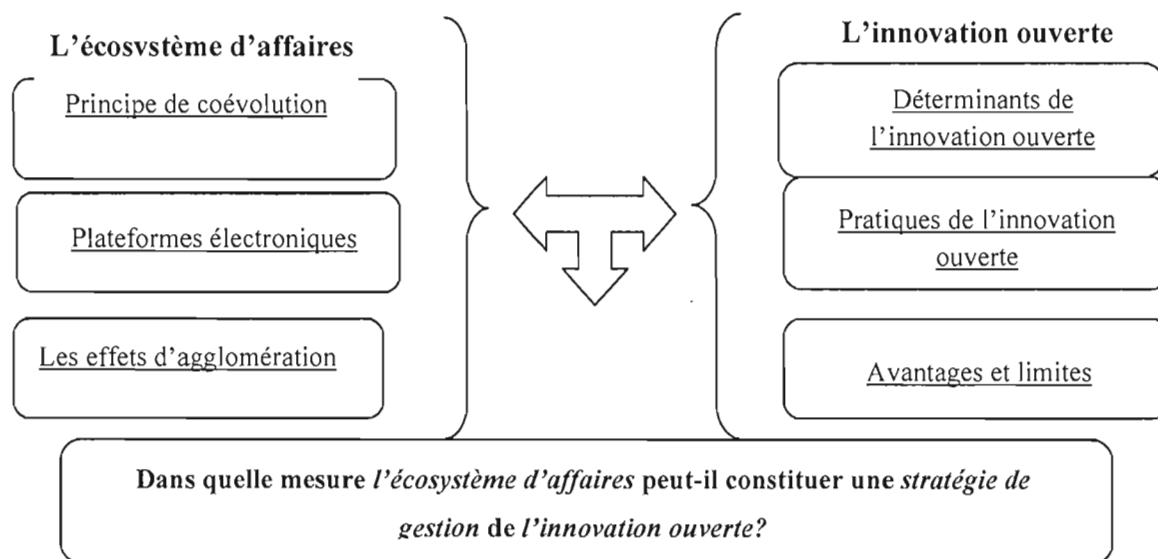 L'écosystème d'affaires
Principe de coévolution
Plateformes électroniques
Les effets d'agglomération
L'innovation ouverte
Déterminants de
l'innovation ouverte
Pratiques de l'innovation
ouverte
Avantages et limites
Dans quelle mesure l'écosystème d'affaires peut-il constituer une stratégie de
gestion de l'innovation ouverte?